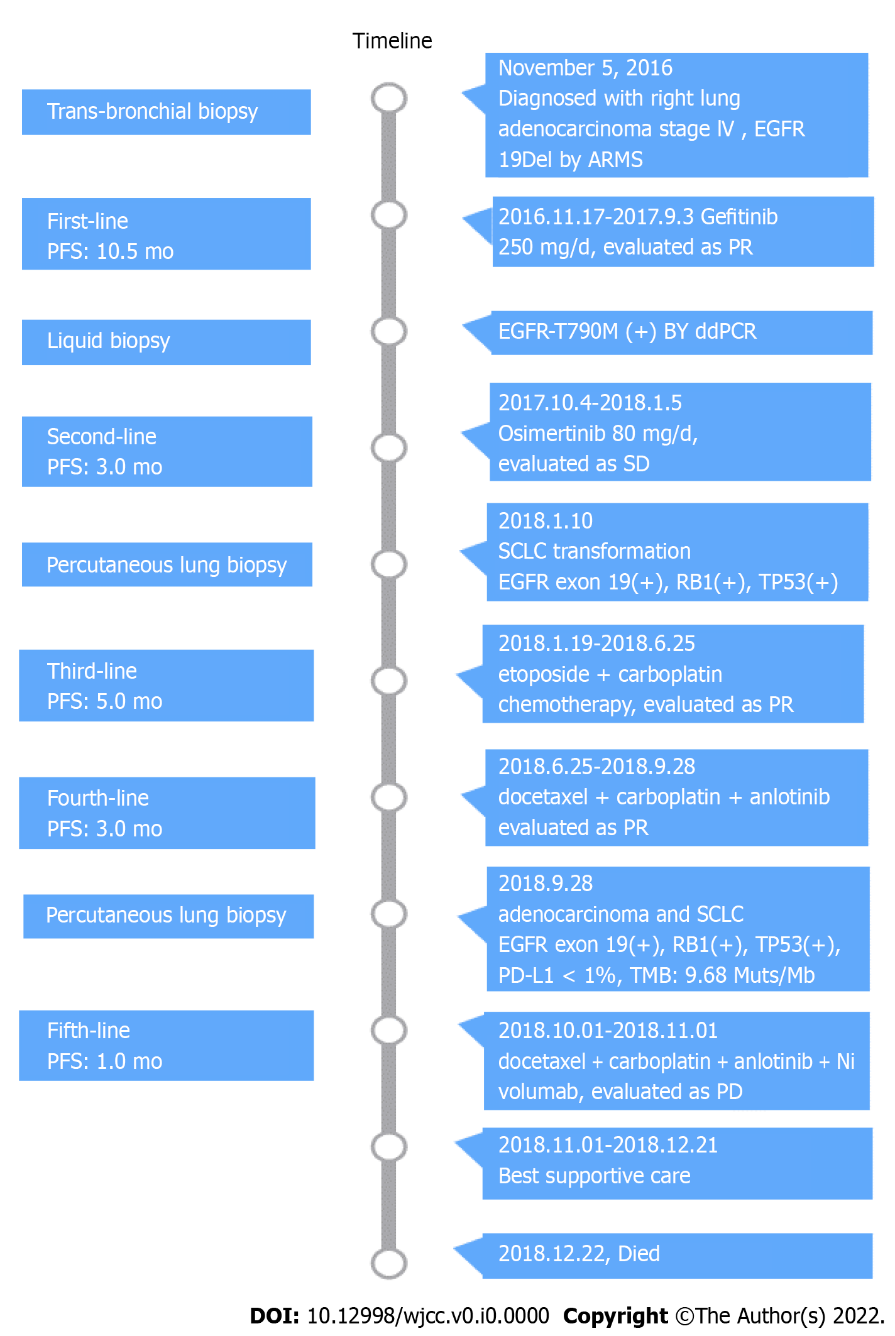 Timeline
Trans-bronchial biopsy
November 5, 2016
Diagnosed with right lung
adenocarcinoma stage lV , EGFR
19Del by ARMS
First-line
PFS: 10.5 mo
2016.11.17-2017.9.3 Gefitinib
250 mg/d, evaluated as PR
Liquid biopsy
EGFR-T790M (+) BY ddPCR
Second-line
PFS: 3.0 mo
2017.10.4-2018.1.5
Osimertinib 80 mg/d,
evaluated as SD
Percutaneous lung biopsy
2018.1.10
SCLC transformation
EGFR exon 19(+), RB1(+), TP53(+)
Third-line
PFS: 5.0 mo
2018.1.19-2018.6.25
etoposide + carboplatin
chemotherapy, evaluated as PR
Fourth-line
PFS: 3.0 mo
2018.6.25-2018.9.28
docetaxel + carboplatin + anlotinib
evaluated as PR
Percutaneous lung biopsy
2018.9.28
adenocarcinoma and SCLC
EGFR exon 19(+), RB1(+), TP53(+),
PD-L1 < 1%, TMB: 9.68 Muts/Mb
Fifth-line
PFS: 1.0 mo
2018.10.01-2018.11.01
docetaxel + carboplatin + anlotinib + Ni
volumab, evaluated as PD
2018.11.01-2018.12.21
Best supportive care
2018.12.22, Died
DOI: 10.12998/wjcc.v0.i0.0000 Copyright ©The Author(s) 2022.